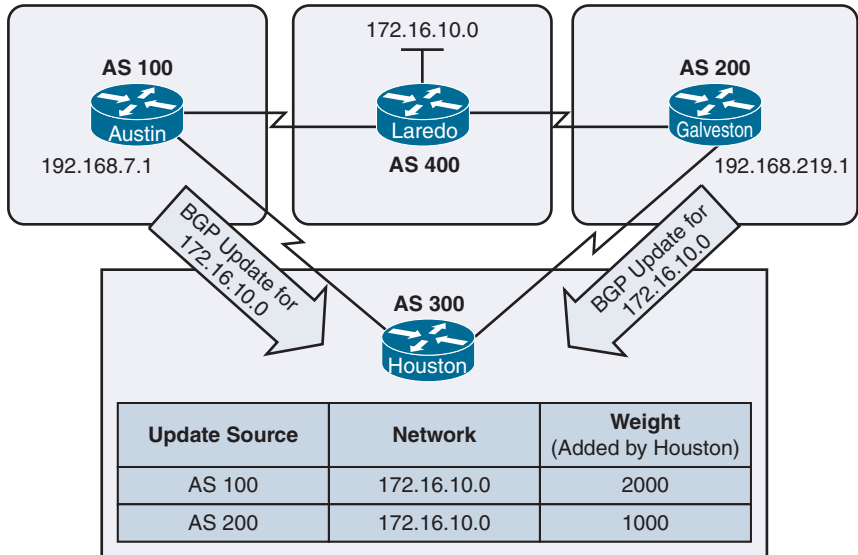 172.16.10.0
AS 100
AS 200
Austin
Laredo
Galveston
192.168.7.1
AS 400
192.168.219.1
BGP Update for
172.16.10.0
BGP Update for
172.16.10.0
AS 300
Houston
Update Source Network Weight
(Added by Houston)
AS 100 172.16.10.0 2000
AS 200 172.16.10.0 1000